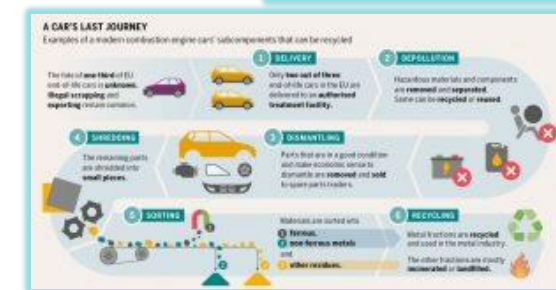 A CAR'S LAST JOURNEY
Examples of a modern combustion engine cars' subcomponents that can be recycled
The fate of one third of EU
end-of-life cars is unknown.
Illegal scrapping and
exporting remain common.
1 DELIVERY
Only two out of three
end-of-life cars in the EU are
delivered to an authorised
treatment facility.
2 DEPOLLUTION
Hazardous materials and components
are removed and separated.
Some can be recycled or reused.
3 DISMANTLING
Parts that are in a good condition
and make economic sense to
dismantle are removed and sold
to spare parts traders.
4 SHREDDING
The remaining parts
are shredded into
small pieces.
5 SORTING
Materials are sorted into
1 ferrous,
2 non-ferrous metals
and
3 other residues.
1
2
3
6 RECYCLING
Metal fractions are recycled
and used in the metal industry.
The other fractions are mostly
incinerated or landfilled.